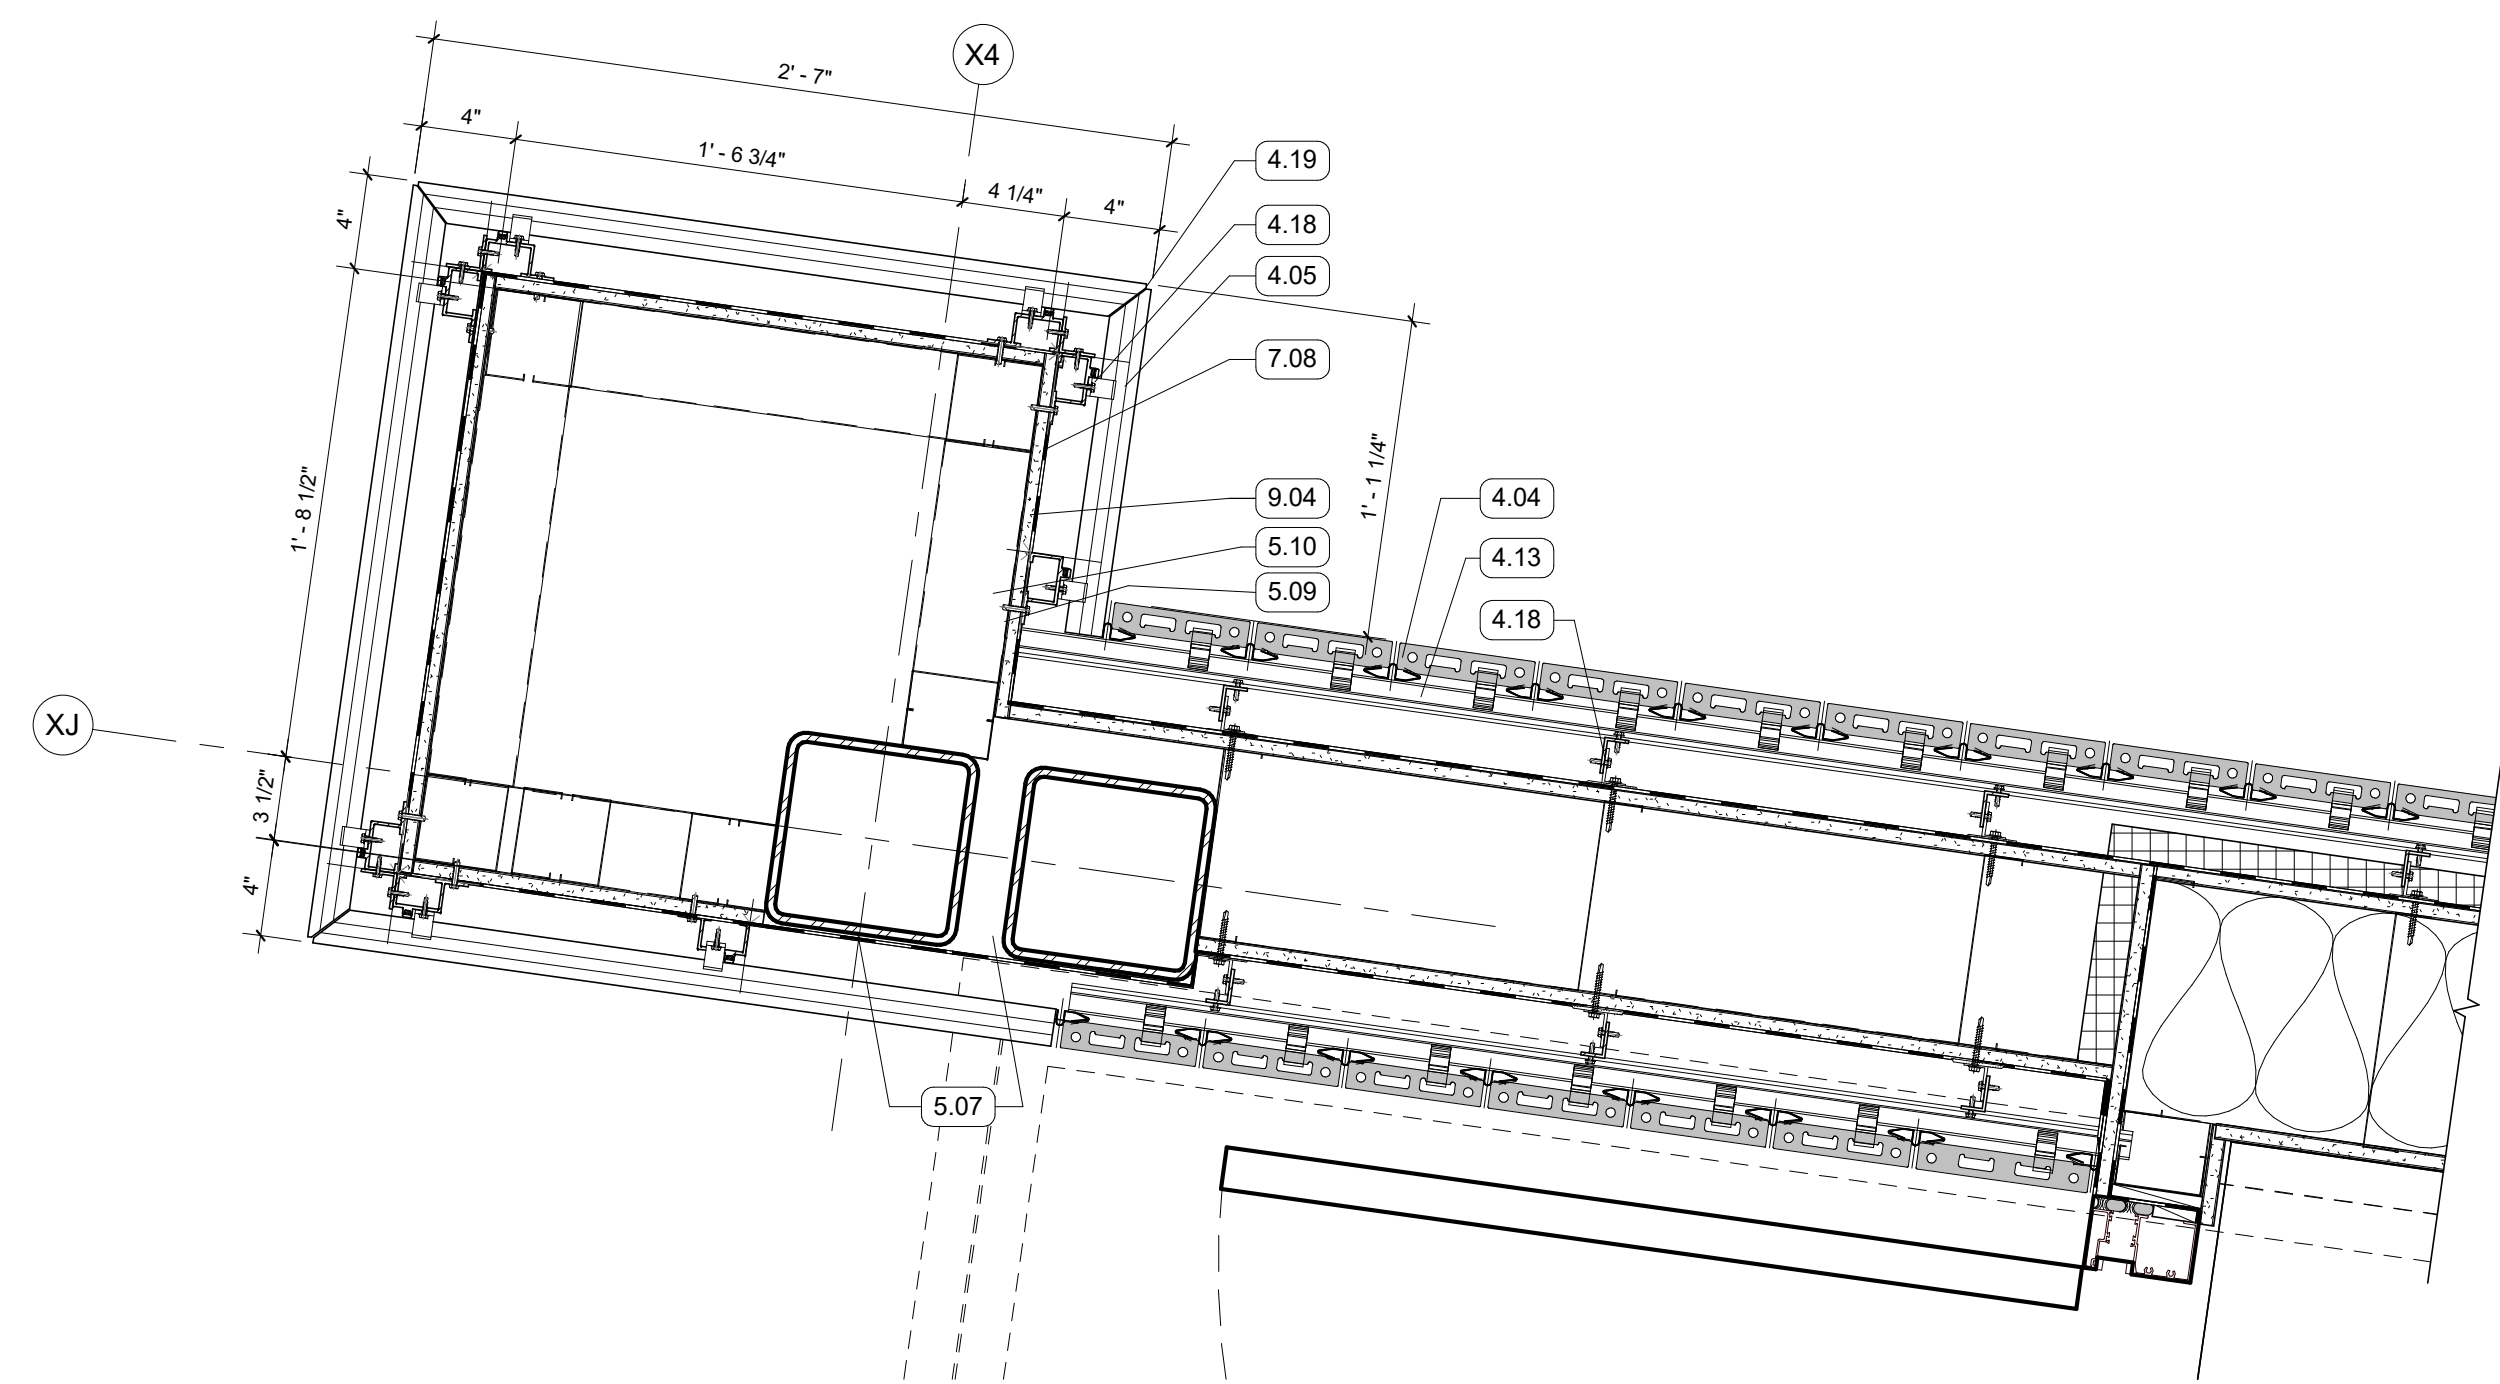 X4
2' - 7"
4"
1' - 6 3/4"
4 1/4"
4"
4"
4.19
4.18
4.05
7.08
1' - 8 1/2"
1' - 1 1/4"
9.04
4.04
5.10
4.13
5.09
4.18
XJ
3 1/2"
4"
5.07